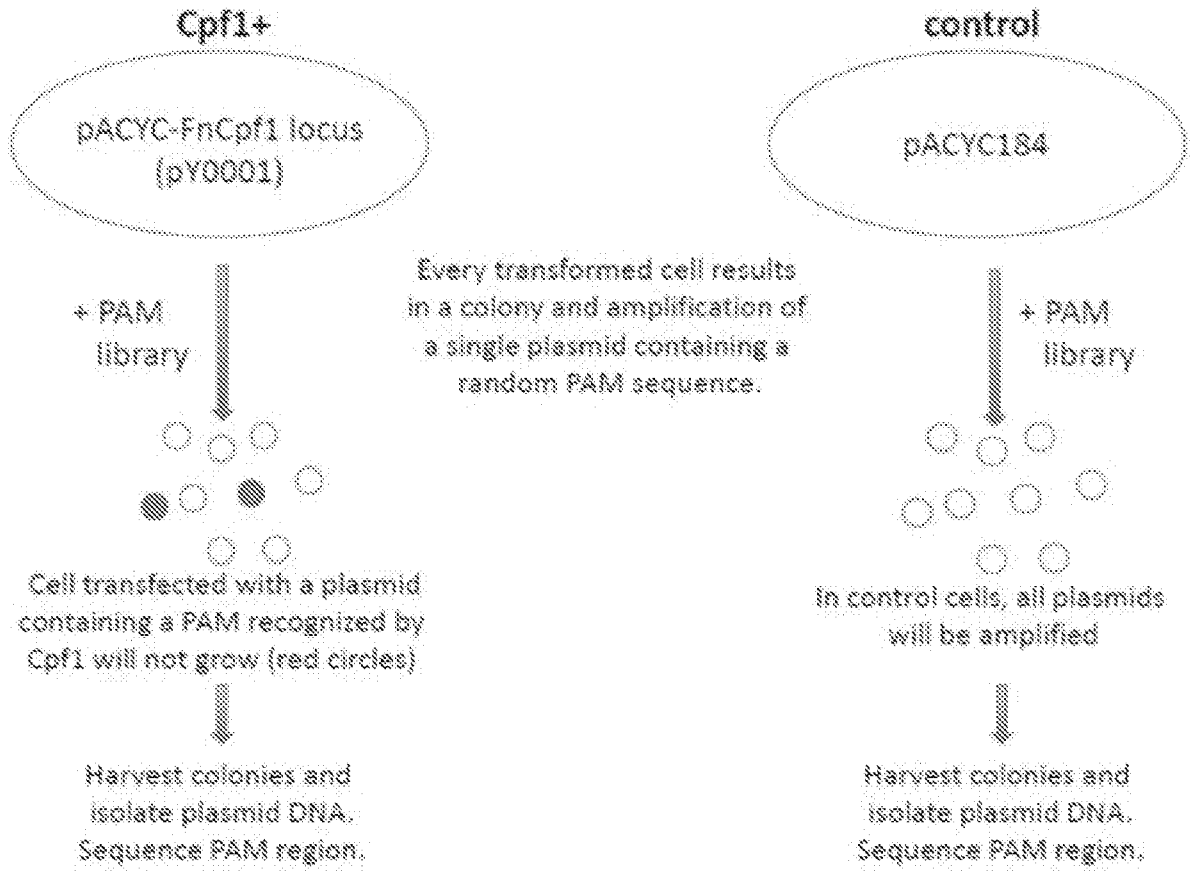 Cpf1+
pACYC-FnCpf1 locus
(pY0001)
+ PAM
library
Cell transfected with a plasmid
containing a PAM recognized by
Cpf1 will not grow (red circles)
Harvest colonies and
isolate plasmid DNA.
Sequence PAM region.
Every transformed cell results
in a colony and amplification of
a single plasmid containing a
random PAM sequence.
control
pACYC184
+ PAM
library
In control cells, all plasmids
will be amplified
Harvest colonies and
isolate plasmid DNA.
Sequence PAM region.